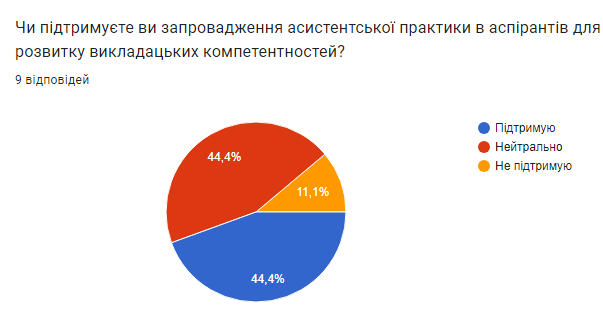 Чи підтримуєте ви запровадження асистентської практики в аспірантів для
розвитку викладацьких компетентностей?
9 відповідей
Підтримую
Нейтрально
Не підтримую
44,4%
11,1%
44,4%